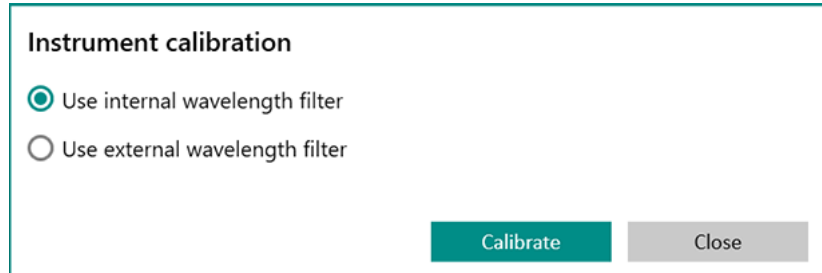 Instrument calibration
Use internal wavelength filter
Use external wavelength filter
Calibrate Close